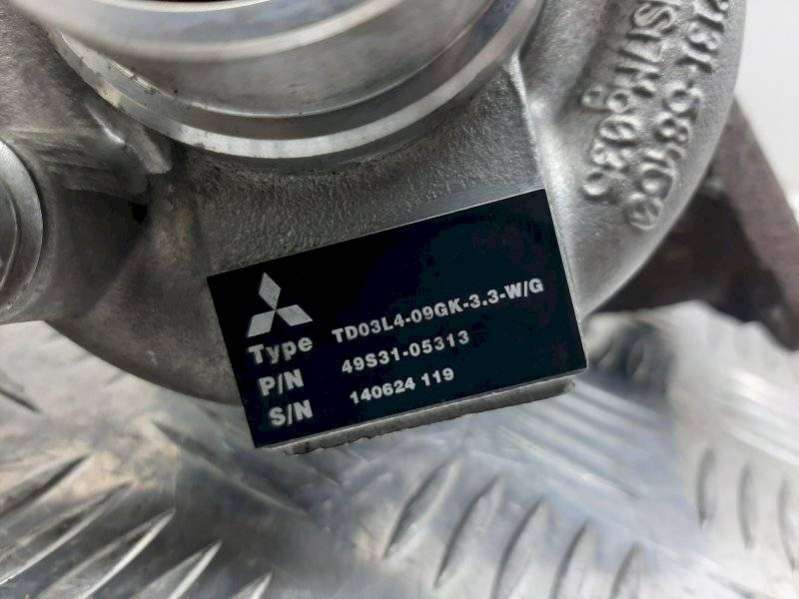 Type TD03L4-09GK-3.3-W/G
P/N 49S31-05313
S/N 140624 119